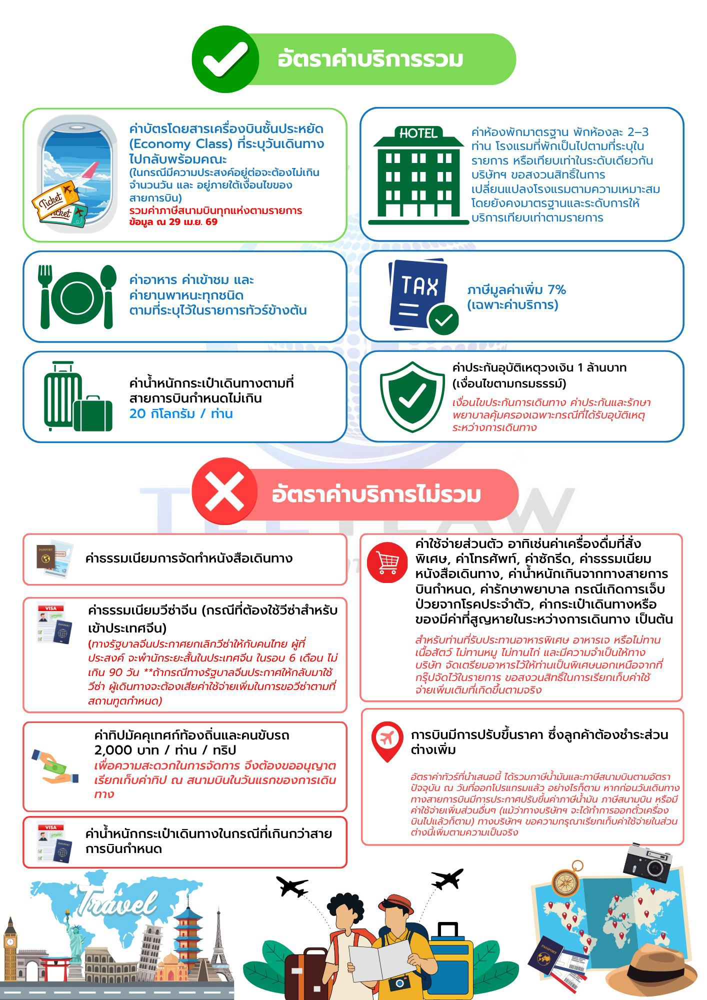 อัตราค่าบริการรวม
ค่าบัตรโดยสารเครื่องบินชั้นประหยัด
(Economy Class) ที่ระบุวันเดินทาง
ไปกลับพร้อมคณะ
(ในกรณีมีความประสงค์อยู่ต่อจะต้องไม่เกิน
จำนวนวัน และ อยู่ภายใต้เงื่อนไขของ
สายการบิน)
รวมค่าภาษีสนามบินทุกแห่งตามรายการ
ข้อมูล ณ 29 เม.ย. 69
Ticket
Ticket
HOTEL
ค่าห้องพักมาตรฐาน พักห้องละ 2–3
ท่าน โรงแรมที่พักเป็นไปตามที่ระบุใน
รายการ หรือเทียบเท่าในระดับเดียวกัน
บริษัทฯ ขอสงวนสิทธิ์ในการ
เปลี่ยนแปลงโรงแรมตามความเหมาะสม
โดยยังคงมาตรฐานและระดับการให้
บริการเทียบเท่าตามรายการ
ค่าอาหาร ค่าเข้าชม และ
ค่ายานพาหนะทุกชนิด
ตามที่ระบุไว้ในรายการทัวร์ข้างต้น
TAX
ภาษีมูลค่าเพิ่ม 7%
(เฉพาะค่าบริการ)
ค่าน้ำหนักกระเป๋าเดินทางตามที่
สายการบินกำหนดไม่เกิน
20 กิโลกรัม / ท่าน
ค่าประกันอุบัติเหตุวงเงิน 1 ล้านบาท
(เงื่อนไขตามกรมธรรม์)
เงื่อนไขประกันการเดินทาง ค่าประกันและรักษา
พยาบาลคุ้มครองเฉพาะกรณีที่ได้รับอุบัติเหตุ
ระหว่างการเดินทาง
อัตราค่าบริการไม่รวม
PASSPORT
APPROVED
ค่าธรรมเนียมการจัดทำหนังสือเดินทาง
VISA
APPROVED
PASSPORT
ค่าธรรมเนียมวีซ่าจีน (กรณีที่ต้องใช้วีซ่าสำหรับ
เข้าประเทศจีน)
(ทางรัฐบาลจีนประกาศยกเลิกวีซ่าให้กับคนไทย ผู้ที่
ประสงค์ จะพำนักระยะสั้นในประเทศจีน ในรอบ 6 เดือน ไม่
เกิน 90 วัน **ถ้ากรณีทางรัฐบาลจีนประกาศให้กลับมาใช้
วีซ่า ผู้เดินทางจะต้องเสียค่าใช้จ่ายเพิ่มในการขอวีซ่าตามที่
สถานทูตกำหนด)
ค่าทิปมัคคุเทศก์ท้องถิ่นและคนขับรถ
2,000 บาท / ท่าน / ทริป
เพื่อความสะดวกในการจัดการ จึงต้องขออนุญาต
เรียกเก็บค่าทิป ณ สนามบินในวันแรกของการเดิน
ทาง
VISA
APPROVED
PASSPORT
ค่าน้ำหนักกระเป๋าเดินทางในกรณีที่เกินกว่าสาย
การบินกำหนด
ค่าใช้จ่ายส่วนตัว อาทิเช่นค่าเครื่องดื่มที่สั่ง
พิเศษ, ค่าโทรศัพท์, ค่าซักรีด, ค่าธรรมเนียม
หนังสือเดินทาง, ค่าน้ำหนักเกินจากทางสายการ
บินกำหนด, ค่ารักษาพยาบาล กรณีเกิดการเจ็บ
ป่วยจากโรคประจำตัว, ค่ากระเป๋าเดินทางหรือ
ของมีค่าที่สูญหายในระหว่างการเดินทาง เป็นต้น
สำหรับท่านที่รับประทานอาหารพิเศษ อาหารเจ หรือไม่ทาน
เนื้อสัตว์ ไม่ทานหมู ไม่ทานไก่ และมีความจำเป็นให้ทาง
บริษัท จัดเตรียมอาหารไว้ให้ท่านเป็นพิเศษนอกเหนือจากที่
กรุ๊ปจัดไว้ในรายการ ขอสงวนสิทธิ์ในการเรียกเก็บค่าใช้
จ่ายเพิ่มเติมที่เกิดขึ้นตามจริง
การบินมีการปรับขึ้นราคา ซึ่งลูกค้าต้องชำระส่วน
ต่างเพิ่ม
อัตราค่าทัวร์ที่นำเสนอนี้ ได้รวมภาษีน้ำมันและภาษีสนามบินตามอัตรา
ปัจจุบัน ณ วันที่ออกโปรแกรมแล้ว อย่างไรก็ตาม หากก่อนวันเดินทาง
ทางสายการบินมีการประกาศปรับขึ้นค่าภาษีน้ำมัน ภาษีสนามบิน หรือมี
ค่าใช้จ่ายเพิ่มส่วนอื่นๆ (แม้ว่าทางบริษัทฯ จะได้ทำการออกตั๋วเครื่อง
บินไปแล้วก็ตาม) ทางบริษัทฯ ขอความกรุณาเรียกเก็บค่าใช้จ่ายในส่วน
ต่างนี้เพิ่มตามความเป็นจริง
Travel
PASSPORT